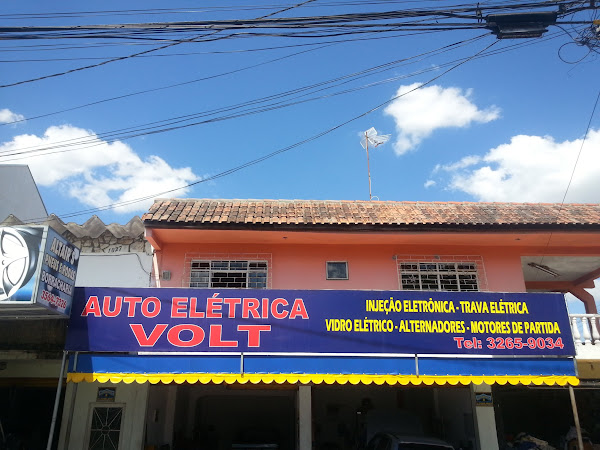 AUTO ELÉTRICA
VOLT
INJEÇÃO ELETRÔNICA - TRAVA ELÉTRICA
VIDRO ELÉTRICO - ALTERNADORES - MOTORES DE PARTIDA
Tel: 3265-9034